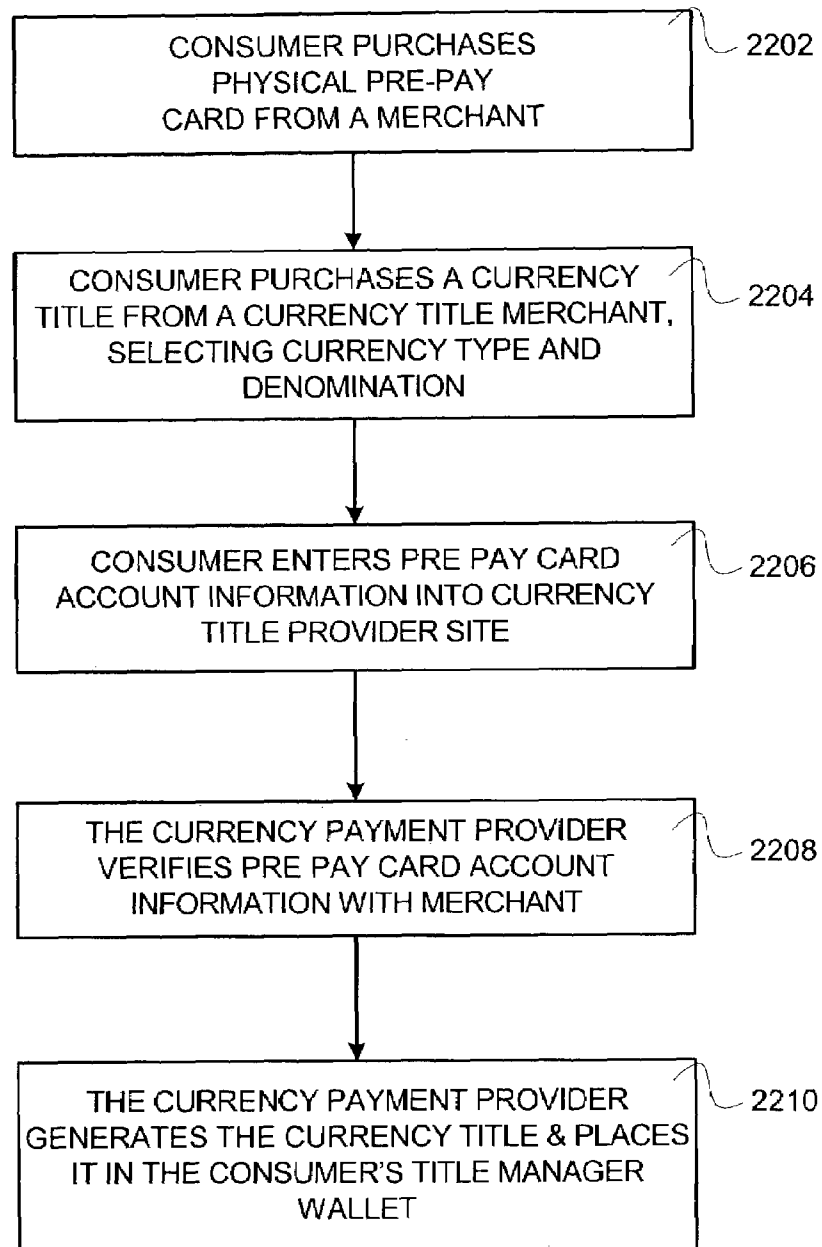 CONSUMER PURCHASES
PHYSICAL PRE-PAY
CARD FROM A MERCHANT
2202
CONSUMER PURCHASES A CURRENCY
TITLE FROM A CURRENCY TITLE MERCHANT,
SELECTING CURRENCY TYPE AND
DENOMINATION
2204
CONSUMER ENTERS PRE PAY CARD
ACCOUNT INFORMATION INTO CURRENCY
TITLE PROVIDER SITE
2206
THE CURRENCY PAYMENT PROVIDER
VERIFIES PRE PAY CARD ACCOUNT
INFORMATION WITH MERCHANT
2208
THE CURRENCY PAYMENT PROVIDER
GENERATES THE CURRENCY TITLE & PLACES
IT IN THE CONSUMER'S TITLE MANAGER
WALLET
2210